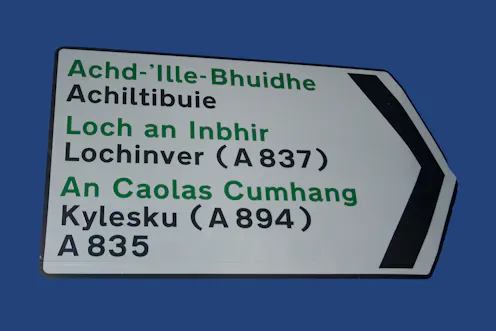 Achd-'Ille-Bhuidhe
Achiltibuie
Loch an Inbhir
Lochinver (A 837)
An Caolas Cumhang
Kylesku (A 894)
A 835